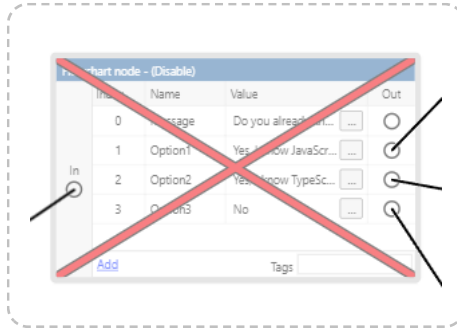 chart node - (Disable)
Name Value Out
0 Message Do you already ... ...
1 Option1 Yes, I know JavaScr... ...
In
2 Option2 Yes, I know TypeSc... ...
3 Option3 No ...
Add Tags